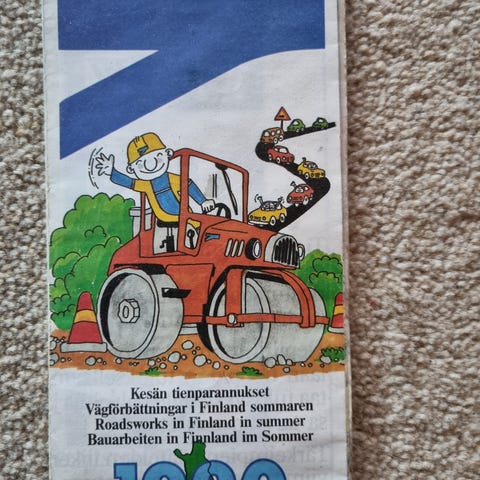 Kesän tienparannukset
Vägförbättningar i Finland sommaren
Roadsworks in Finland in summer
Bauarbeiten in Finnland im Sommer